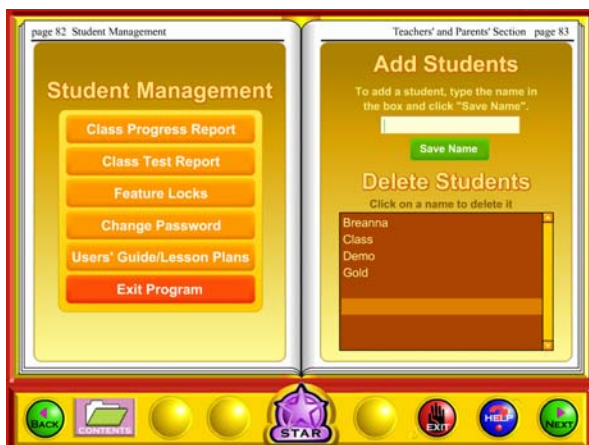 page 82 Student Management
Student Management
Class Progress Report
Class Test Report
Feature Locks
Change Password
Users' Guide/Lesson Plans
Exit Program
Teachers' and Parents' Section page 83
Add Students
To add a student, type the name in
the box and click "Save Name".
Save Name
Delete Students
Click on a name to delete it
Breanna
Class
Demo
Gold
BACK
CONTENTS
STAR
EXIT
HELP
NEXT